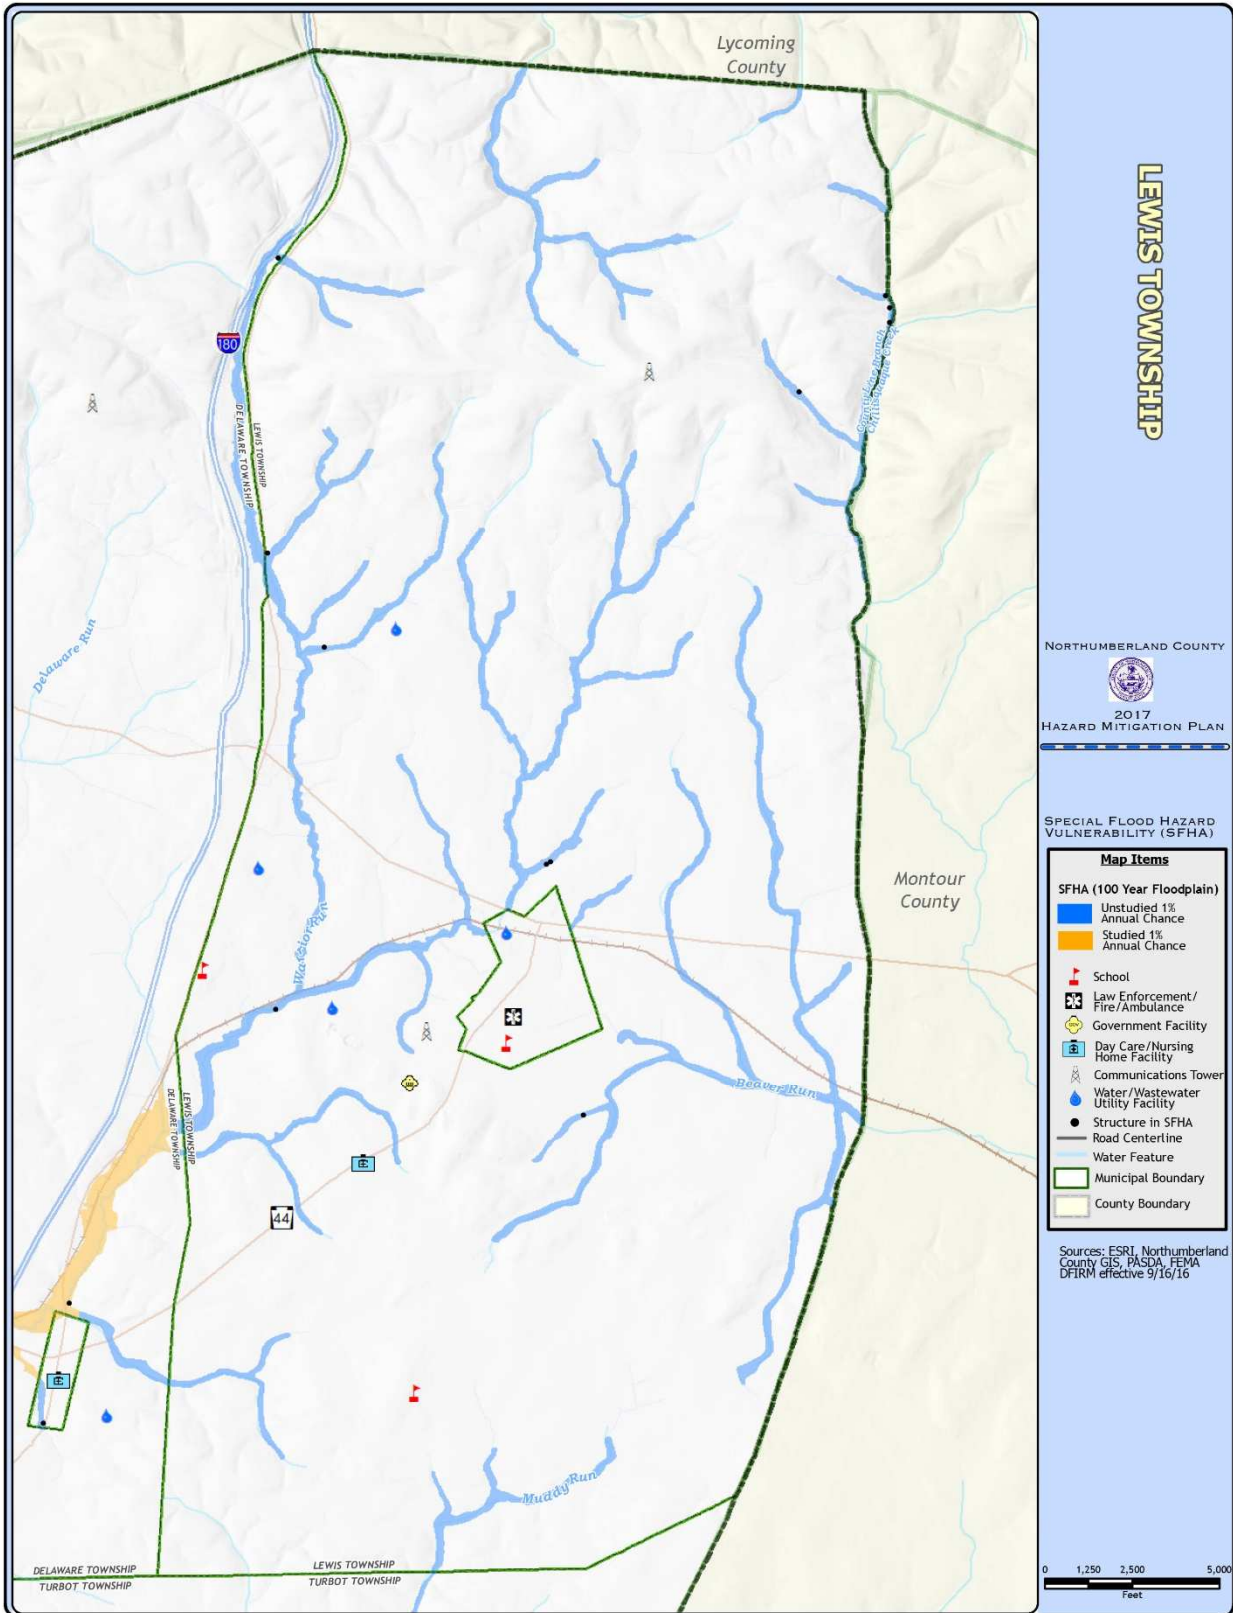 Lycoming
County
180
LEWIS TOWNSHIP
DELAWARE TOWNSHIP
County Line Branch
Chillisquaque Creek
Delaware Run
Montour
County
Warrior Run
Beaver Run
LEWIS TOWNSHIP
DELAWARE TOWNSHIP
44
Muddy Run
DELAWARE TOWNSHIP
TURBOT TOWNSHIP
LEWIS TOWNSHIP
TURBOT TOWNSHIP
LEWIS TOWNSHIP
NORTHUMBERLAND COUNTY
2017
HAZARD MITIGATION PLAN
SPECIAL FLOOD HAZARD
VULNERABILITY (SFHA)
Map Items
SFHA (100 Year Floodplain)
Unstudied 1%
Annual Chance
Studied 1%
Annual Chance
School
Law Enforcement/
Fire/Ambulance
Government Facility
Day Care/Nursing
Home Facility
Communications Tower
Water/Wastewater
Utility Facility
Structure in SFHA
Road Centerline
Water Feature
Municipal Boundary
County Boundary
Sources: ESRI, Northumberland
County GIS, PASDA, FEMA
DFIRM effective 9/16/16
0 1,250 2,500 5,000
Feet